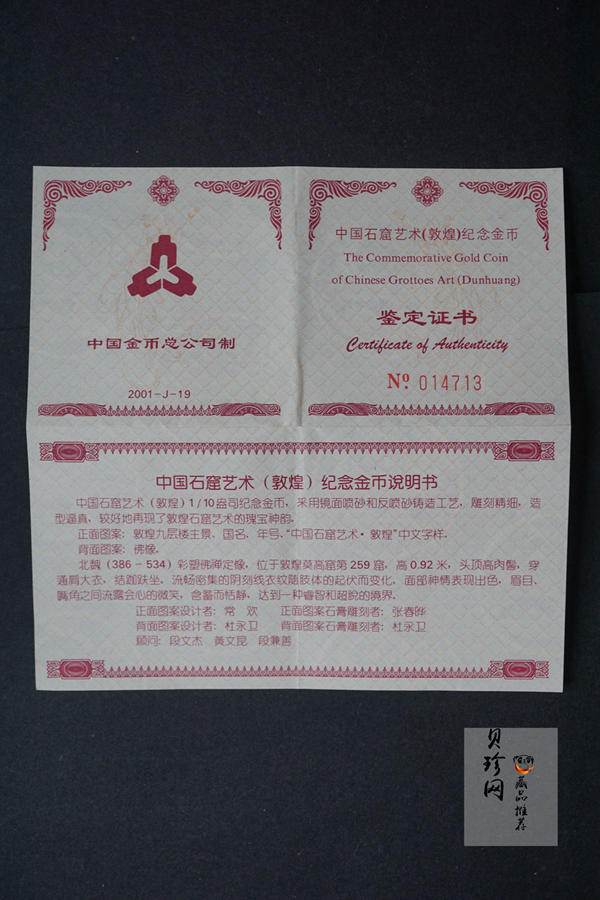 中国金币总公司制
2001-J-19
中国石窟艺术(敦煌)纪念金币
The Commemorative Gold Coin
of Chinese Grottoes Art (Dunhuang)
鉴定证书
Certificate of Authenticity
Nº 014713
中国石窟艺术（敦煌）纪念金币说明书
中国石窟艺术（敦煌）1/10盎司纪念金币，采用镜面喷砂和反喷砂铸造工艺，雕刻精细，造
型逼真，较好地再现了敦煌石窟艺术的瑰宝神韵。
正面图案：敦煌九层楼主景、国名、年号、“中国石窟艺术·敦煌”中文字样。
背面图案：佛像。
北魏（386-534）彩塑佛禅定像，位于敦煌莫高窟第259窟，高0.92米，头顶高肉髻，穿
通肩大衣，结跏趺坐，流畅密集的阴刻线衣纹随肢体的起伏而变化，面部神情表现出色，眉目、
嘴角之间流露会心的微笑，含蓄而恬静，达到一种睿智和超脱的境界。
正面图案设计者：常 欢 正面图案石膏雕刻者：张春晔
背面图案设计者：杜永卫 背面图案石膏雕刻者：杜永卫
顾问：段文杰 黄文昆 段兼善
贝珍网
藏品推荐